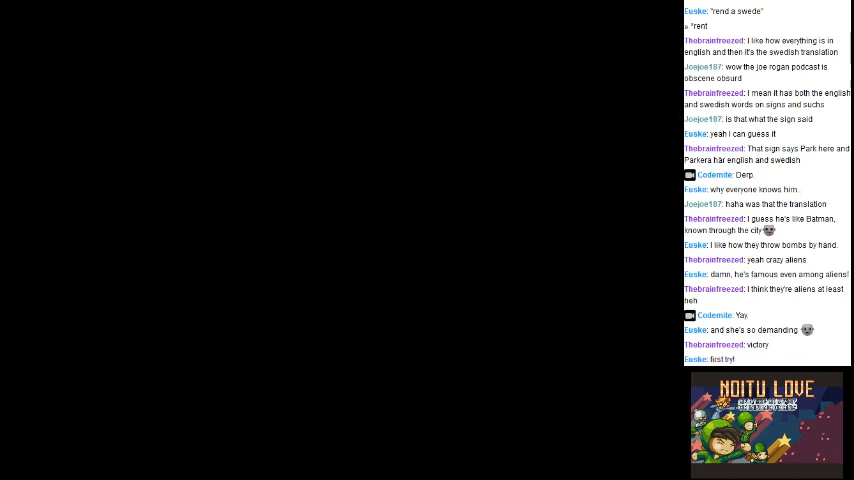 Euske: "rend a swede"
» *rent
Thebrainfreezed: I like how everything is in
english and then it's the swedish translation
Joejoe187: wow the joe rogan podcast is
obscene obsurd
Thebrainfreezed: I mean it has both the english
and swedish words on signs and suchs
Joejoe187: is that what the sign said
Euske: yeah I can guess it
Thebrainfreezed: That sign says Park here and
Parkera här english and swedish
Codemite: Derp.
Euske: why everyone knows him..
Joejoe187: haha was that the translation
Thebrainfreezed: I guess he's like Batman,
known through the city
Euske: I like how they throw bombs by hand.
Thebrainfreezed: yeah crazy aliens
Euske: damn, he's famous even among aliens!
Thebrainfreezed: I think they're aliens at least
heh
Codemite: Yay.
Euske: and she's so demanding
Thebrainfreezed: victory
Euske: first try!
NOITU LOVE